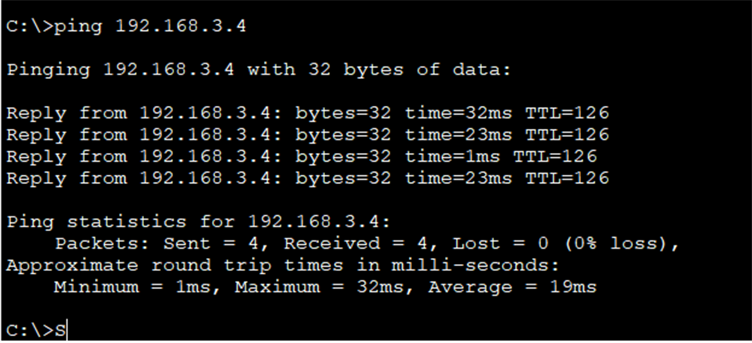 C:\>ping 192.168.3.4
Pinging 192.168.3.4 with 32 bytes of data:
Reply from 192.168.3.4: bytes=32 time=32ms TTL=126
Reply from 192.168.3.4: bytes=32 time=23ms TTL=126
Reply from 192.168.3.4: bytes=32 time=1ms TTL=126
Reply from 192.168.3.4: bytes=32 time=23ms TTL=126
Ping statistics for 192.168.3.4:
    Packets: Sent = 4, Received = 4, Lost = 0 (0% loss),
Approximate round trip times in milli-seconds:
    Minimum = 1ms, Maximum = 32ms, Average = 19ms
C:\>S